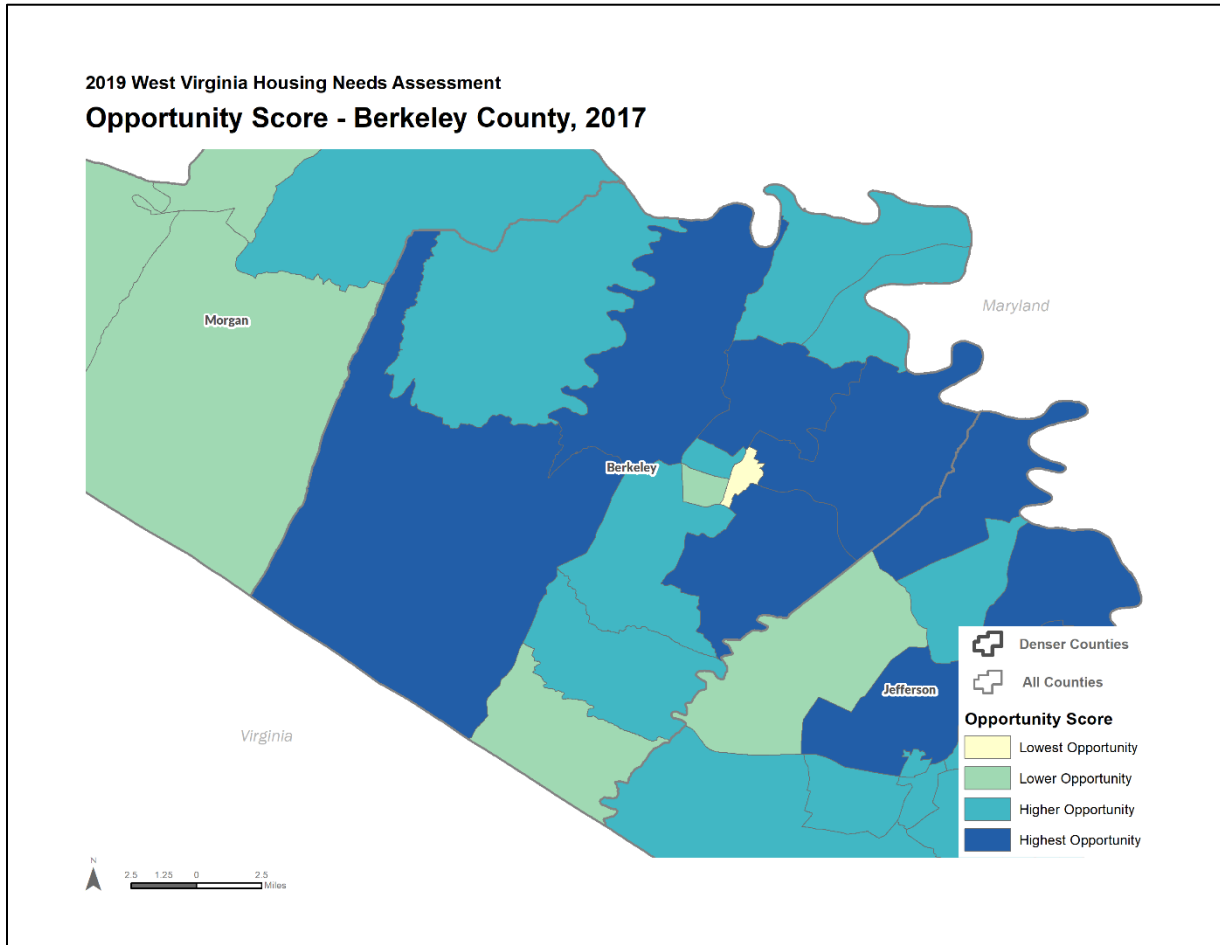 2019 West Virginia Housing Needs Assessment
Opportunity Score - Berkeley County, 2017
Maryland
Morgan
Berkeley
Jefferson
Virginia
Denser Counties
All Counties
Opportunity Score
Lowest Opportunity
Lower Opportunity
Higher Opportunity
Highest Opportunity
N
2.5 1.25 0 2.5
Miles